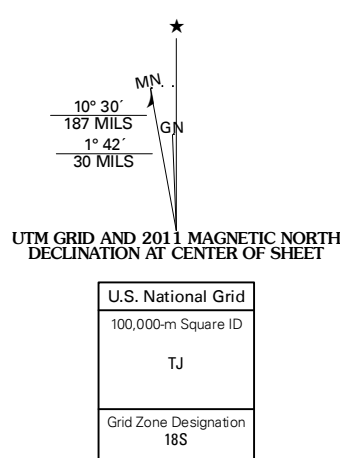 ★
MN
10° 30´
187 MILS
GN
1° 42´
30 MILS
UTM GRID AND 2011 MAGNETIC NORTH
DECLINATION AT CENTER OF SHEET
U.S. National Grid
100,000-m Square ID
TJ
Grid Zone Designation
18S